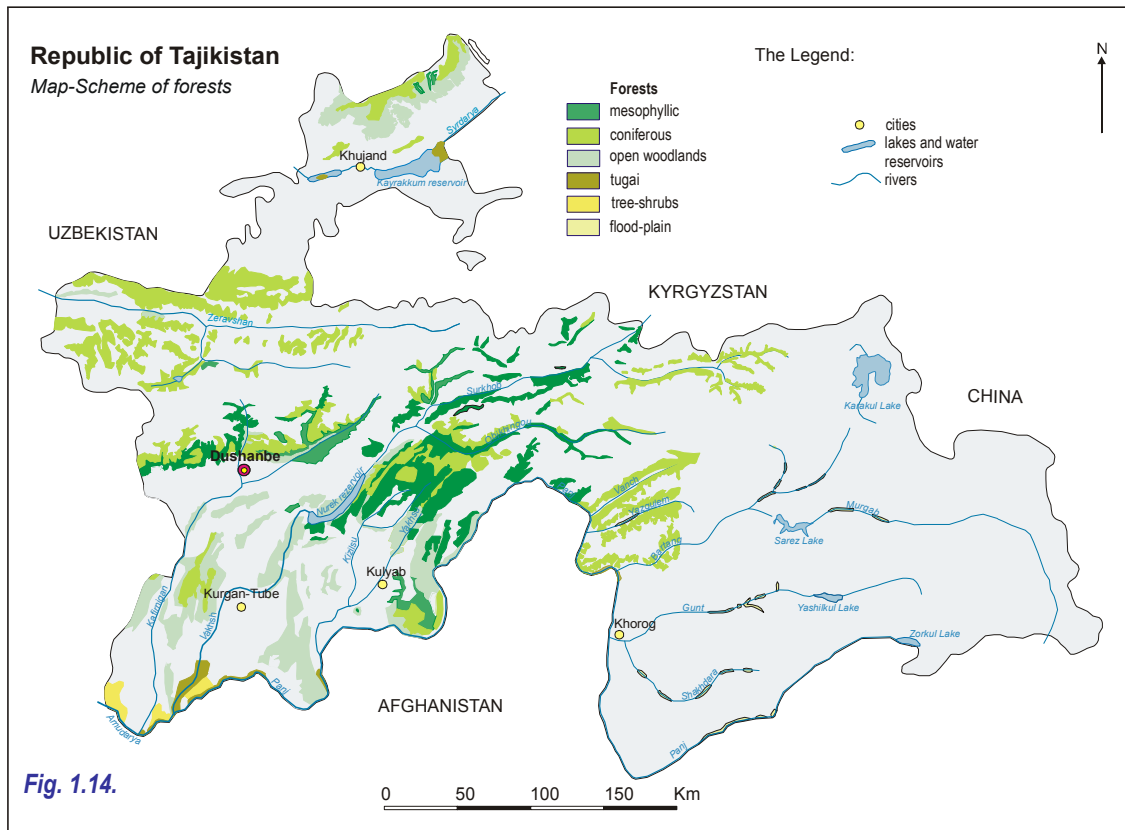 Republic of Tajikistan
Map-Scheme of forests
The Legend:
N
Forests
mesophyllic
coniferous
open woodlands
tugai
tree-shrubs
flood-plain
cities
lakes and water
reservoirs
rivers
Syrdarya
Khujand
Kayrakkum reservoir
UZBEKISTAN
KYRGYZSTAN
Zeravshan
Surkhob
Karakul Lake
CHINA
Obikhingou
Dushanbe
Nurek reservoir
Vanch
Yazgulem
Murgab
Yakhsu
Bartang
Sarez Lake
Kiziisu
Kulyab
Kurgan-Tube
Kafirnigan
Vakhsh
Gunt
Yashilkul Lake
Khorog
Zorkul Lake
Shakhdara
Panj
AFGHANISTAN
Amudarya
Panj
Fig. 1.14.
0 50 100 150 Km